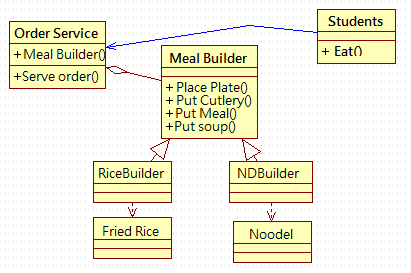 Order Service
+ Meal Builder()
+Serve order()
Students
+ Eat()
Meal Builder
+ Place Plate()
+ Put Cutlery()
+Put Meal()
+Put soup()
RiceBuilder
NDBuilder
Fried Rice
Noodel